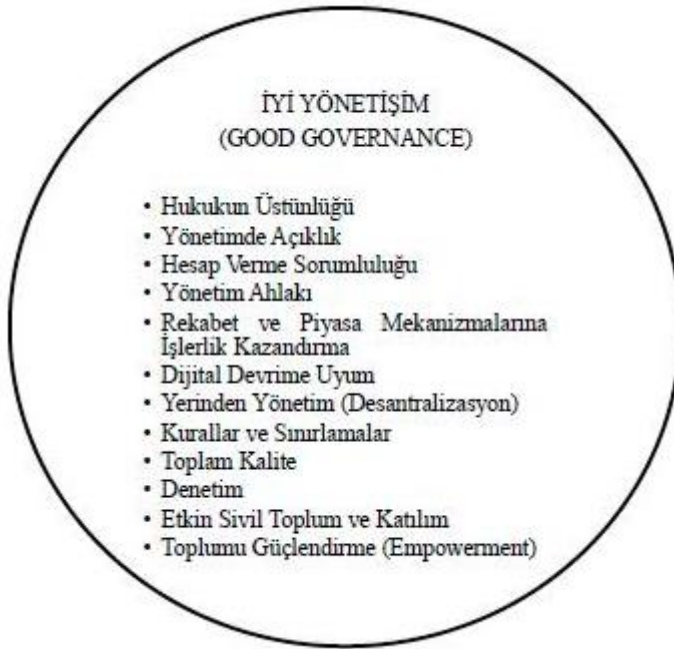 İYİ YÖNETİŞİM
(GOOD GOVERNANCE)
• Hukukun Üstünlüğü
• Yönetimde Açıklık
• Hesap Verme Sorumluluğu
• Yönetim Ahlakı
• Rekabet ve Piyasa Mekanizmalarına
İşlerlik Kazandırma
• Dijital Devrime Uyum
• Yerinden Yönetim (Desantralizasyon)
• Kurallar ve Sınırlamalar
• Toplam Kalite
• Denetim
• Etkin Sivil Toplum ve Katılım
• Toplumu Güçlendirme (Empowerment)